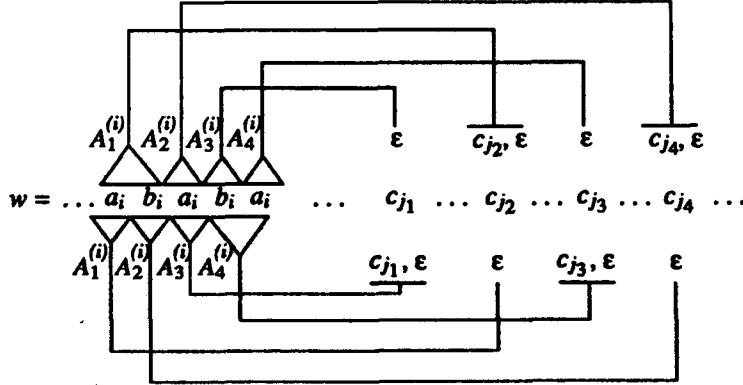 A_1^{(i)} A_2^{(i)} A_3^{(i)} A_4^{(i)} ε c_{j_2}, ε ε c_{j_4}, ε
w = ... a_i b_i a_i b_i a_i ... c_{j_1} ... c_{j_2} ... c_{j_3} ... c_{j_4} ...
A_1^{(i)} A_2^{(i)} A_3^{(i)} A_4^{(i)} c_{j_1}, ε ε c_{j_3}, ε ε